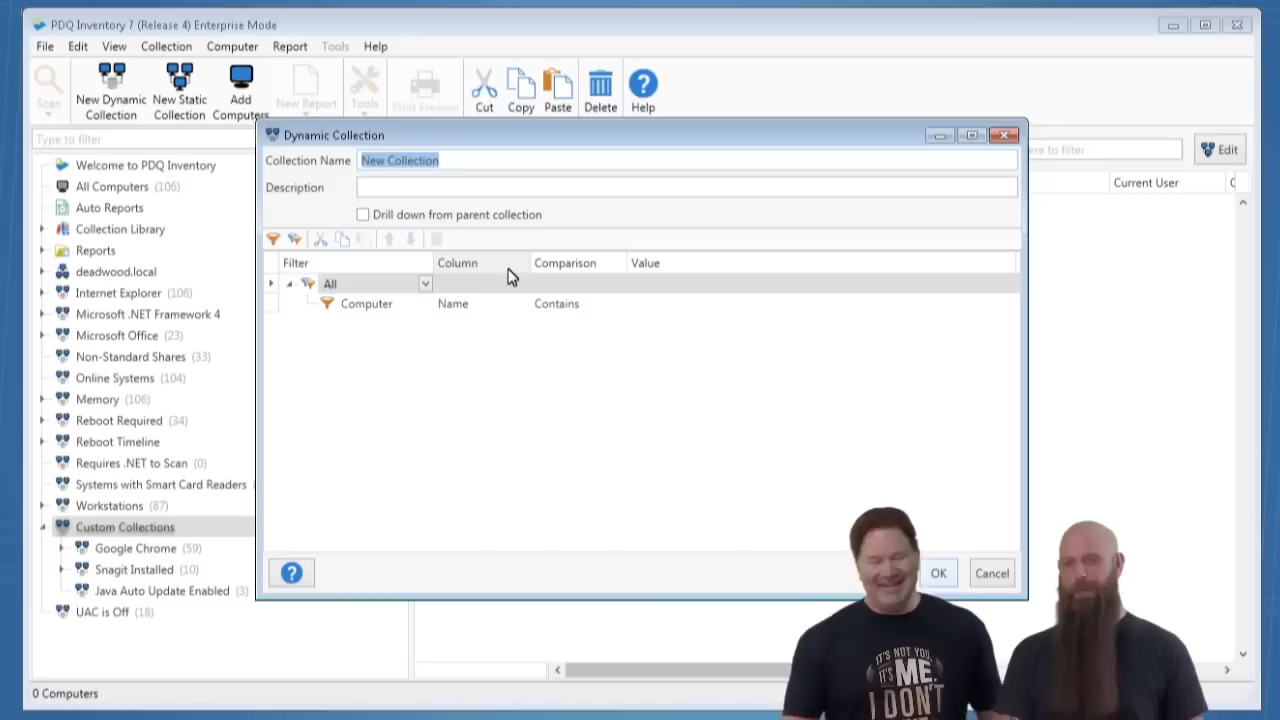 PDQ Inventory 7 (Release 4) Enterprise Mode
File Edit View Collection Computer Report Tools Help
Scan
New Dynamic Collection
New Static Collection
Add Computers
New Report
Tools
Print Preview
Cut
Copy
Paste
Delete
Help
Type to filter
Welcome to PDQ Inventory
All Computers (106)
Auto Reports
Collection Library
Reports
deadwood.local
Internet Explorer (106)
Microsoft .NET Framework 4
Microsoft Office (23)
Non-Standard Shares (33)
Online Systems (104)
Memory (106)
Reboot Required (34)
Reboot Timeline
Requires .NET to Scan (0)
Systems with Smart Card Readers
Workstations (87)
Custom Collections
Google Chrome (59)
Snagit Installed (10)
Java Auto Update Enabled (3)
UAC is Off (18)
0 Computers
Dynamic Collection
Collection Name New Collection
Description
Drill down from parent collection
Filter Column Comparison Value
All
Computer Name Contains
OK Cancel
ere to filter
Edit
Current User
IT'S NOT YOU.
IT'S ME.
I DON'T